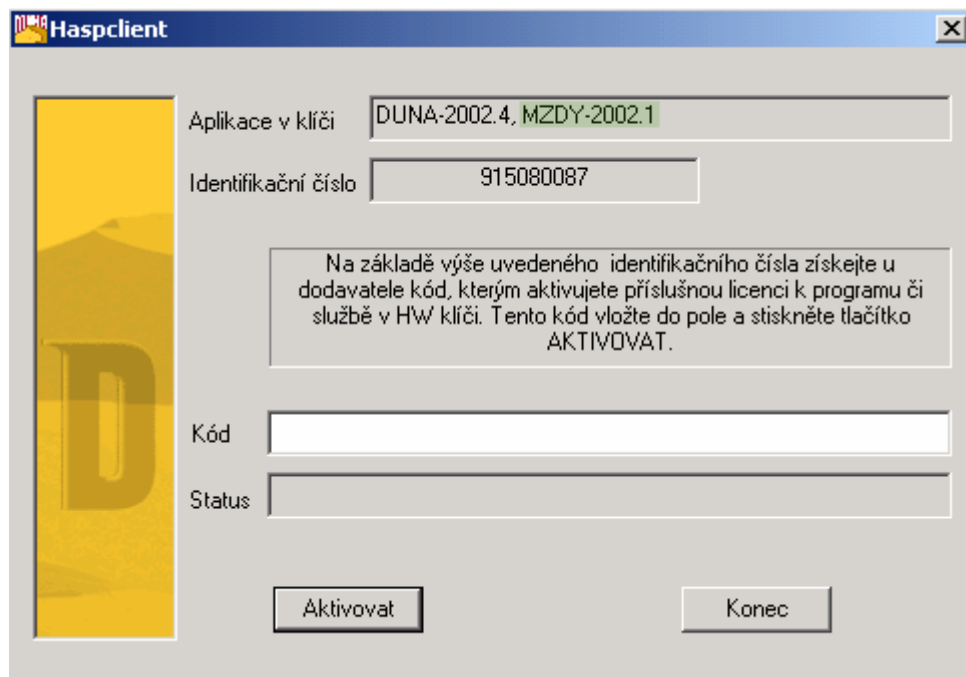 Haspclient
Aplikace v klíči
DUNA-2002.4, MZDY-2002.1
Identifikační číslo
915080087
Na základě výše uvedeného identifikačního čísla získejte u
dodavatele kód, kterým aktivujete příslušnou licenci k programu či
službě v HW klíči. Tento kód vložte do pole a stiskněte tlačítko
AKTIVOVAT.
Kód
Status
D
Aktivovat
Konec